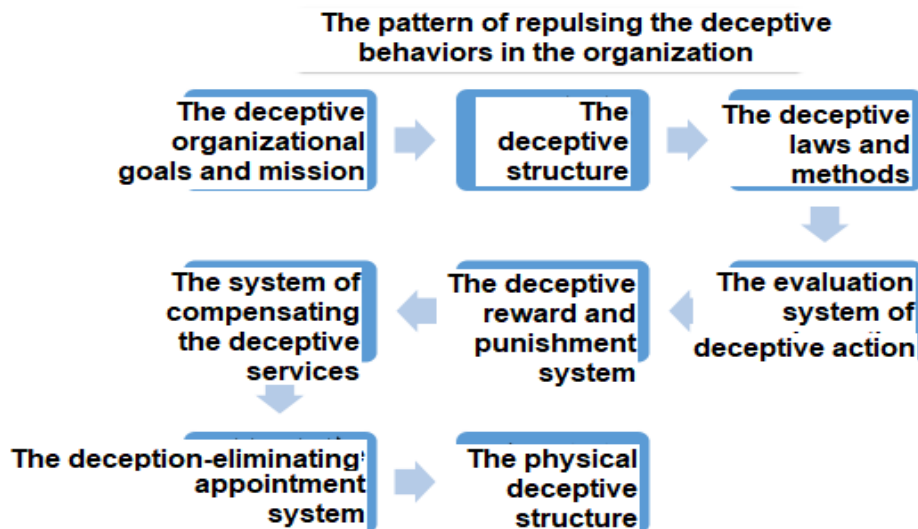 The pattern of repulsing the deceptive
behaviors in the organization
The deceptive
organizational
goals and mission
The
deceptive
structure
The deceptive
laws and
methods
The evaluation
system of
deceptive action
The deceptive
reward and
punishment
system
The system of
compensating
the deceptive
services
The deception-eliminating
appointment
system
The physical
deceptive
structure